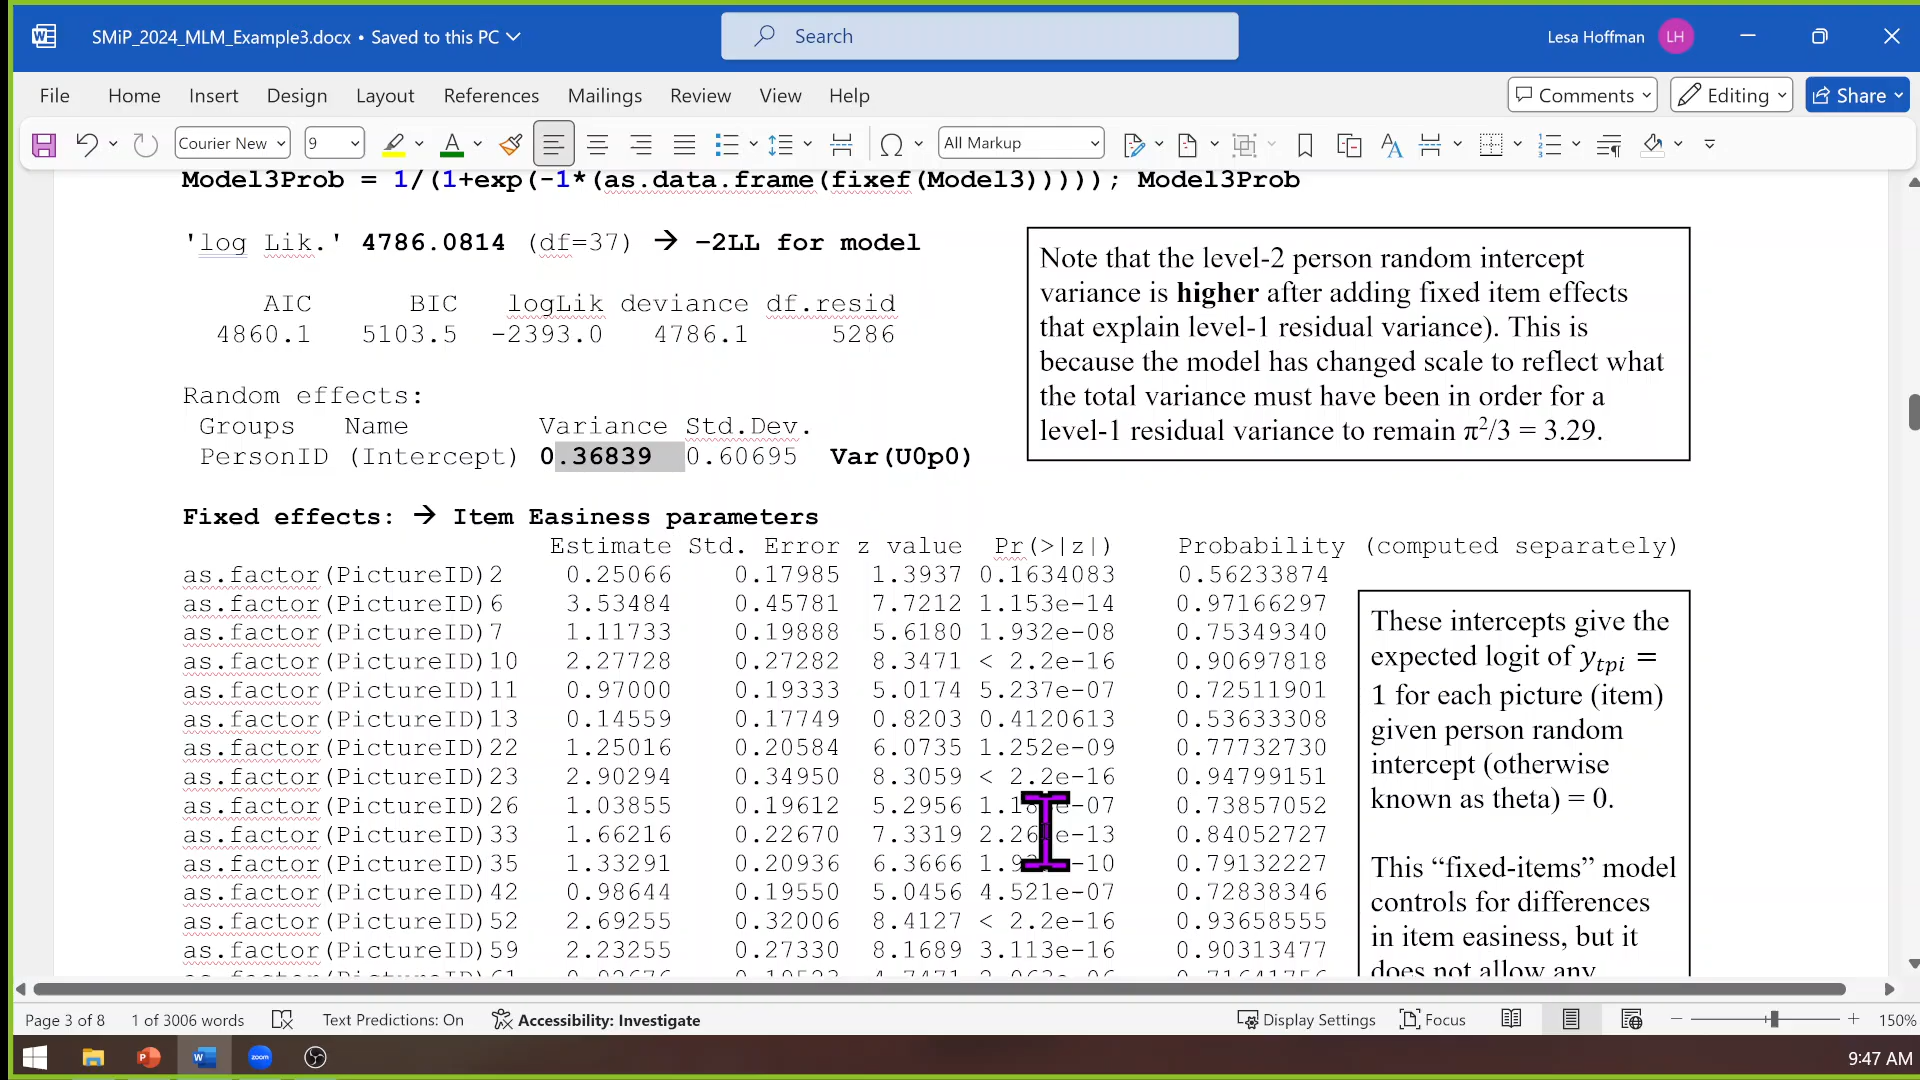 SMiP_2024_MLM_Example3.docx • Saved to this PC
Search
Lesa Hoffman LH
File Home Insert Design Layout References Mailings Review View Help Comments Editing Share
Courier New 9 All Markup
Model3Prob = 1/(1+exp(-1*(as.data.frame(fixef(Model3))))); Model3Prob
'log Lik.' 4786.0814 (df=37) → -2LL for model
AIC BIC logLik deviance df.resid
4860.1 5103.5 -2393.0 4786.1 5286
Random effects:
Groups Name Variance Std.Dev.
PersonID (Intercept) 0.36839 0.60695 Var(U0p0)
Note that the level-2 person random intercept
variance is higher after adding fixed item effects
that explain level-1 residual variance). This is
because the model has changed scale to reflect what
the total variance must have been in order for a
level-1 residual variance to remain π²/3 = 3.29.
Fixed effects: → Item Easiness parameters
Estimate Std. Error z value Pr(>|z|) Probability (computed separately)
as.factor(PictureID)2 0.25066 0.17985 1.3937 0.1634083 0.56233874
as.factor(PictureID)6 3.53484 0.45781 7.7212 1.153e-14 0.97166297
as.factor(PictureID)7 1.11733 0.19888 5.6180 1.932e-08 0.75349340
as.factor(PictureID)10 2.27728 0.27282 8.3471 < 2.2e-16 0.90697818
as.factor(PictureID)11 0.97000 0.19333 5.0174 5.237e-07 0.72511901
as.factor(PictureID)13 0.14559 0.17749 0.8203 0.4120613 0.53633308
as.factor(PictureID)22 1.25016 0.20584 6.0735 1.252e-09 0.77732730
as.factor(PictureID)23 2.90294 0.34950 8.3059 < 2.2e-16 0.94799151
as.factor(PictureID)26 1.03855 0.19612 5.2956 0.73857052
as.factor(PictureID)33 1.66216 0.22670 7.3319 0.84052727
as.factor(PictureID)35 1.33291 0.20936 6.3666 0.79132227
as.factor(PictureID)42 0.98644 0.19550 5.0456 4.521e-07 0.72838346
as.factor(PictureID)52 2.69255 0.32006 8.4127 < 2.2e-16 0.93658555
as.factor(PictureID)59 2.23255 0.27330 8.1689 3.113e-16 0.90313477
These intercepts give the
expected logit of ytpi =
1 for each picture (item)
given person random
intercept (otherwise
known as theta) = 0.
This “fixed-items” model
controls for differences
in item easiness, but it
does not allow any
Page 3 of 8 1 of 3006 words Text Predictions: On Accessibility: Investigate Display Settings Focus 150%
9:47 AM